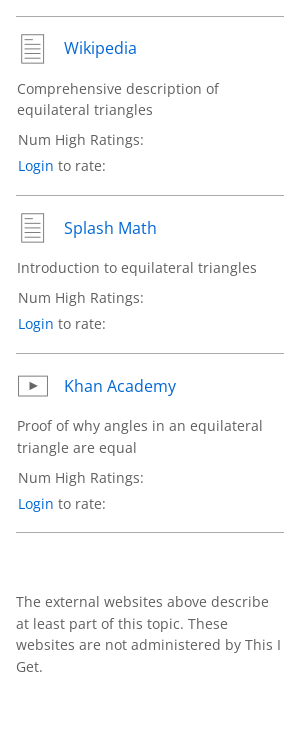 Wikipedia
Comprehensive description of
equilateral triangles
Num High Ratings:
Login to rate:
Splash Math
Introduction to equilateral triangles
Num High Ratings:
Login to rate:
Khan Academy
Proof of why angles in an equilateral
triangle are equal
Num High Ratings:
Login to rate:
The external websites above describe
at least part of this topic. These
websites are not administered by This I
Get.